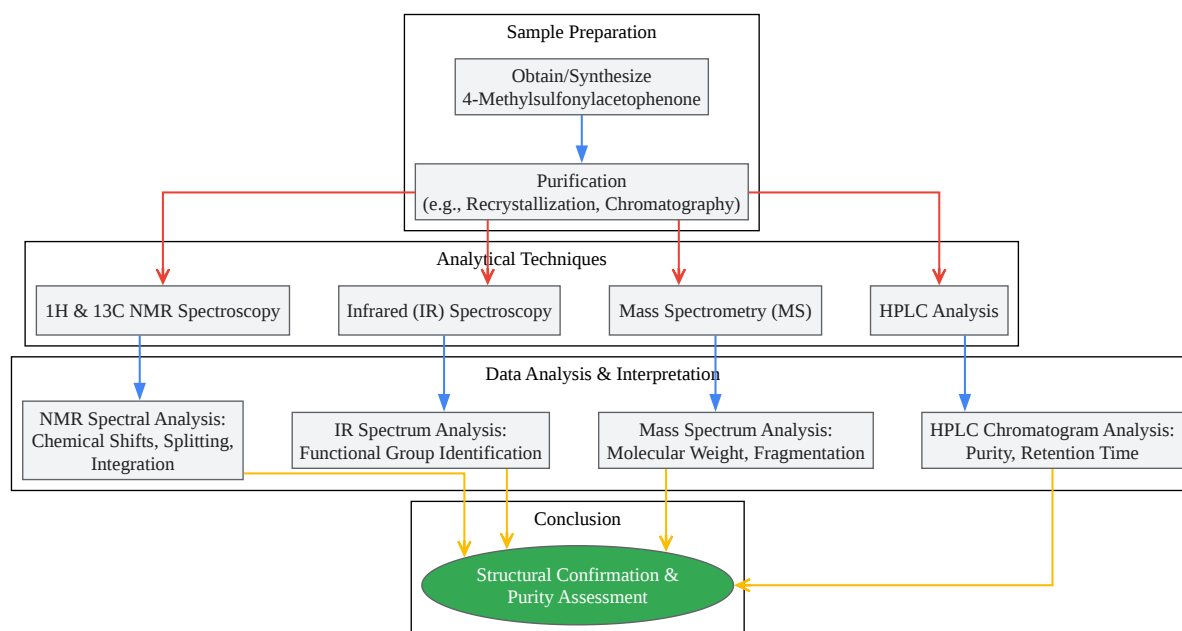 Sample Preparation
Obtain/Synthesize
4-Methylsulfonylacetophenone
Purification
(e.g., Recrystallization, Chromatography)
Analytical Techniques
1H & 13C NMR Spectroscopy
Infrared (IR) Spectroscopy
Mass Spectrometry (MS)
HPLC Analysis
Data Analysis & Interpretation
NMR Spectral Analysis:
Chemical Shifts, Splitting,
Integration
IR Spectrum Analysis:
Functional Group Identification
Mass Spectrum Analysis:
Molecular Weight, Fragmentation
HPLC Chromatogram Analysis:
Purity, Retention Time
Conclusion
Structural Confirmation &
Purity Assessment